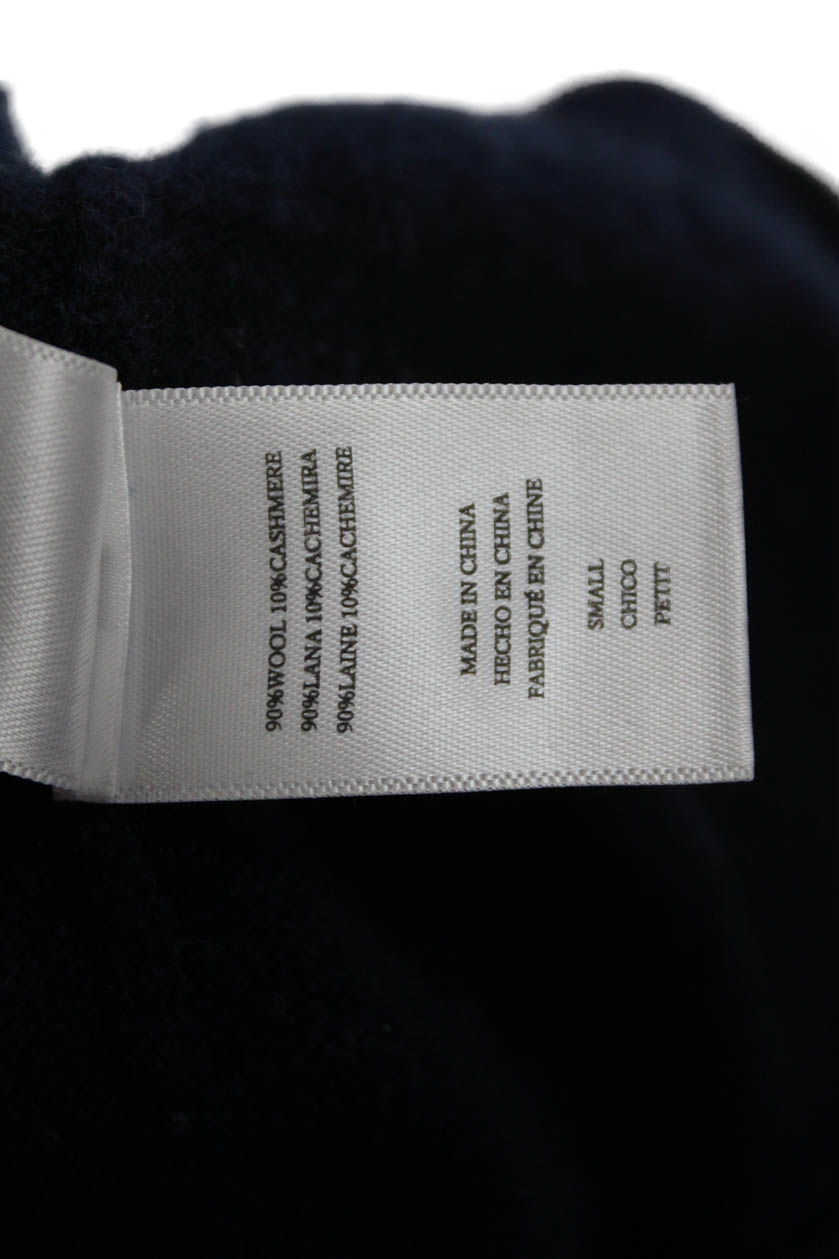 90%WOOL 10%CASHMERE
90%LANA 10%CACHEMIRA
90%LAINE 10%CACHEMIRE
MADE IN CHINA
HECHO EN CHINA
FABRIQUÉ EN CHINE
SMALL
CHICO
PETIT